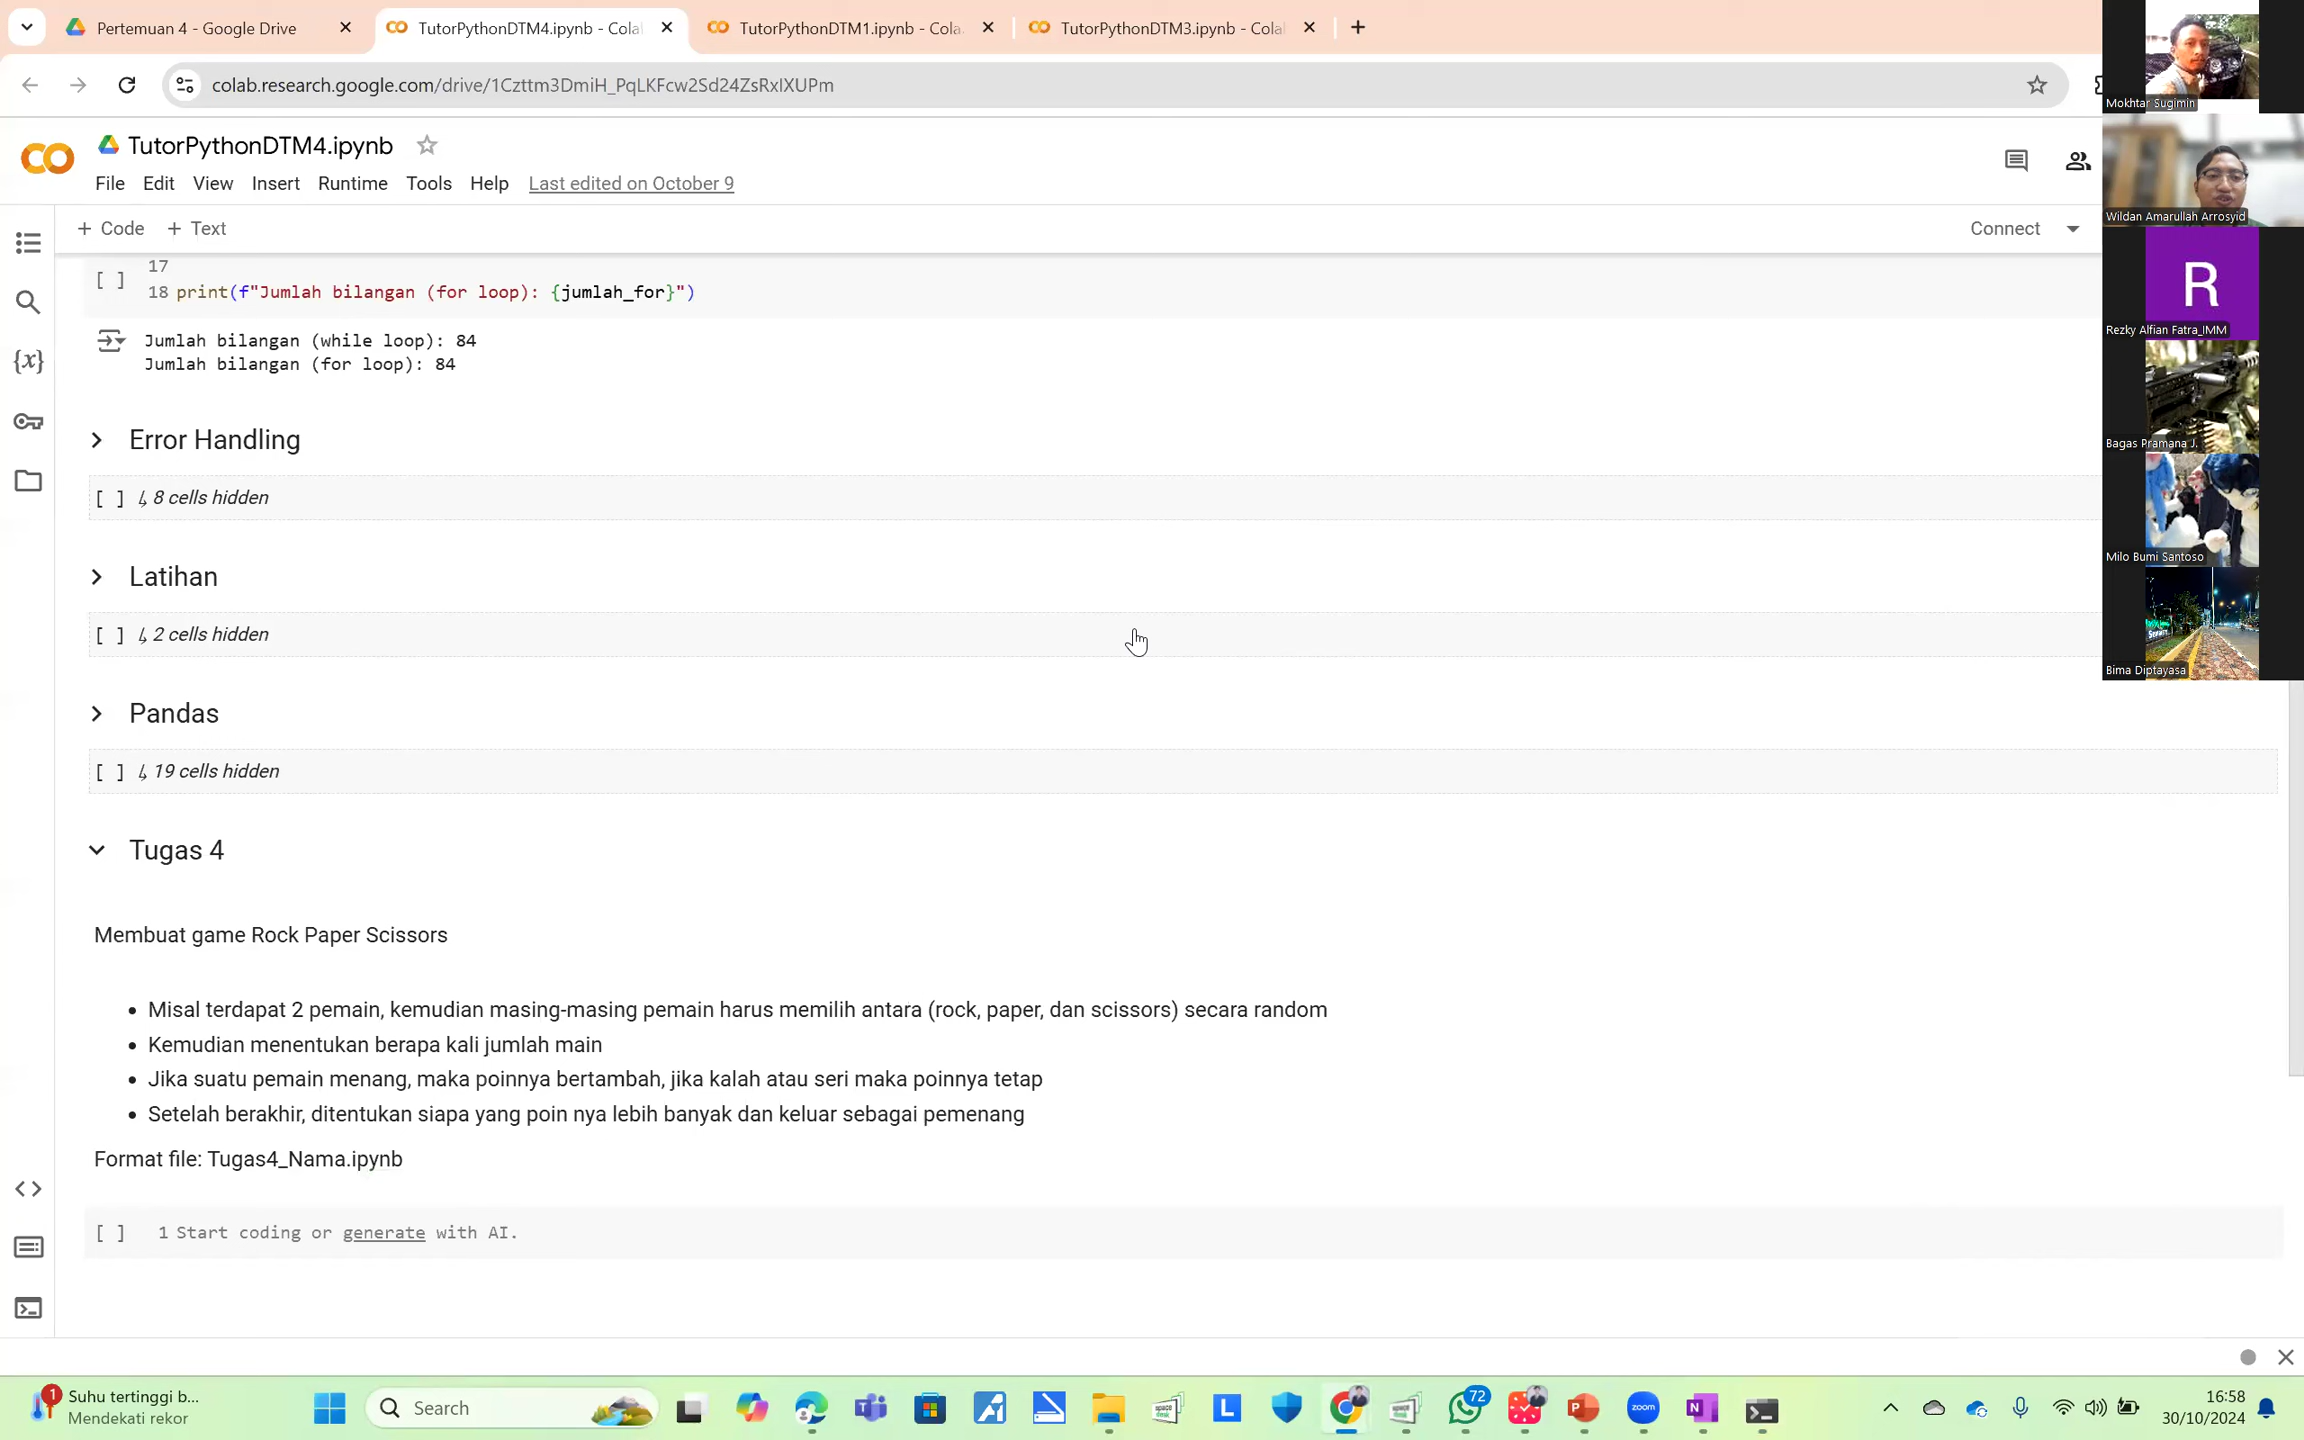 Pertemuan 4 - Google Drive
TutorPythonDTM4.ipynb - Cola
TutorPythonDTM1.ipynb - Cola
TutorPythonDTM3.ipynb - Cola
colab.research.google.com/drive/1Czttm3DmiH_PqLKFcw2Sd24ZsRxIXUPm
TutorPythonDTM4.ipynb
File Edit View Insert Runtime Tools Help Last edited on October 9
+ Code + Text
Connect
17
[ ]
18 print(f"Jumlah bilangan (for loop): {jumlah_for}")
Jumlah bilangan (while loop): 84
Jumlah bilangan (for loop): 84
Error Handling
[ ] ↳ 8 cells hidden
Latihan
[ ] ↳ 2 cells hidden
Pandas
[ ] ↳ 19 cells hidden
Tugas 4
Membuat game Rock Paper Scissors
• Misal terdapat 2 pemain, kemudian masing-masing pemain harus memilih antara (rock, paper, dan scissors) secara random
• Kemudian menentukan berapa kali jumlah main
• Jika suatu pemain menang, maka poinnya bertambah, jika kalah atau seri maka poinnya tetap
• Setelah berakhir, ditentukan siapa yang poin nya lebih banyak dan keluar sebagai pemenang
Format file: Tugas4_Nama.ipynb
[ ] 1 Start coding or generate with AI.
Mokhtar Sugimin
Wildan Amarullah Arrosyid
R
Rezky Alfian Fatra_IMM
Bagas Pramana J.
Milo Bumi Santoso
Bima Diptayasa
1
Suhu tertinggi b...
Mendekati rekor
Search
72
zoom
16:58
30/10/2024